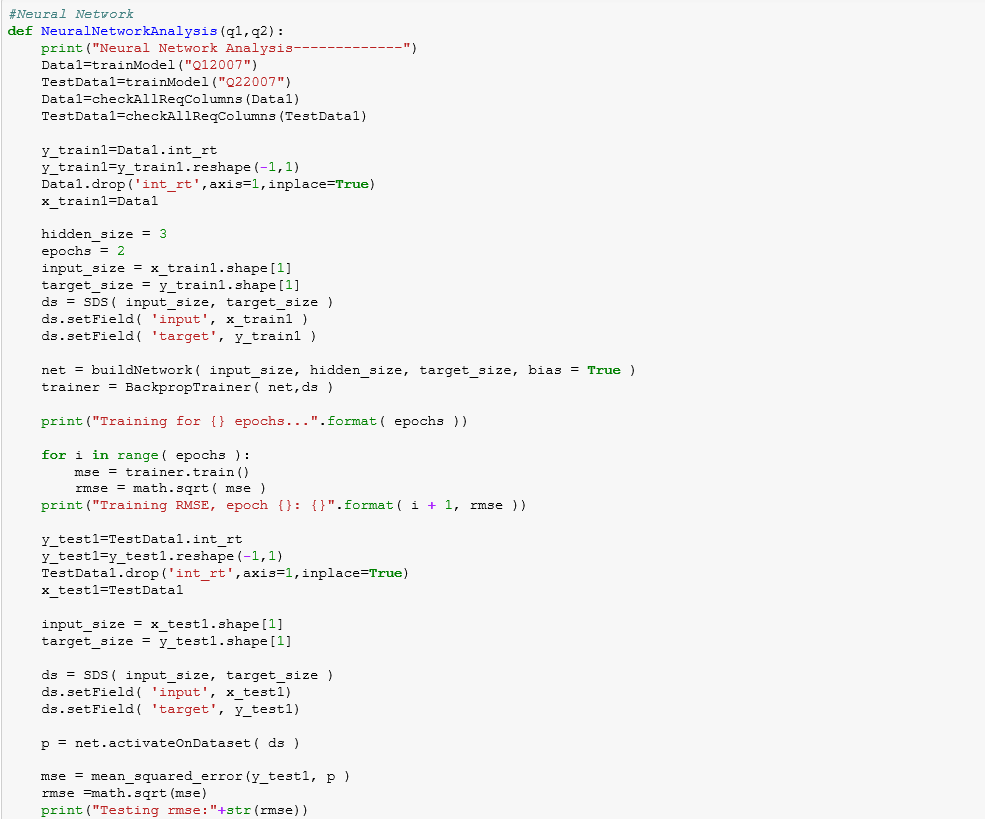 #Neural Network
def NeuralNetworkAnalysis(q1,q2):
    print("Neural Network Analysis-------------")
    Data1=trainModel("Q12007")
    TestData1=trainModel("Q22007")
    Data1=checkAllReqColumns(Data1)
    TestData1=checkAllReqColumns(TestData1)

    y_train1=Data1.int_rt
    y_train1=y_train1.reshape(-1,1)
    Data1.drop('int_rt',axis=1,inplace=True)
    x_train1=Data1

    hidden_size = 3
    epochs = 2
    input_size = x_train1.shape[1]
    target_size = y_train1.shape[1]
    ds = SDS( input_size, target_size )
    ds.setField( 'input', x_train1 )
    ds.setField( 'target', y_train1 )

    net = buildNetwork( input_size, hidden_size, target_size, bias = True )
    trainer = BackpropTrainer( net,ds )

    print("Training for {} epochs...".format( epochs ))

    for i in range( epochs ):
        mse = trainer.train()
        rmse = math.sqrt( mse )
    print("Training RMSE, epoch {}: {}".format( i + 1, rmse ))

    y_test1=TestData1.int_rt
    y_test1=y_test1.reshape(-1,1)
    TestData1.drop('int_rt',axis=1,inplace=True)
    x_test1=TestData1

    input_size = x_test1.shape[1]
    target_size = y_test1.shape[1]

    ds = SDS( input_size, target_size )
    ds.setField( 'input', x_test1)
    ds.setField( 'target', y_test1)

    p = net.activateOnDataset( ds )

    mse = mean_squared_error(y_test1, p )
    rmse =math.sqrt(mse)
    print("Testing rmse:"+str(rmse))